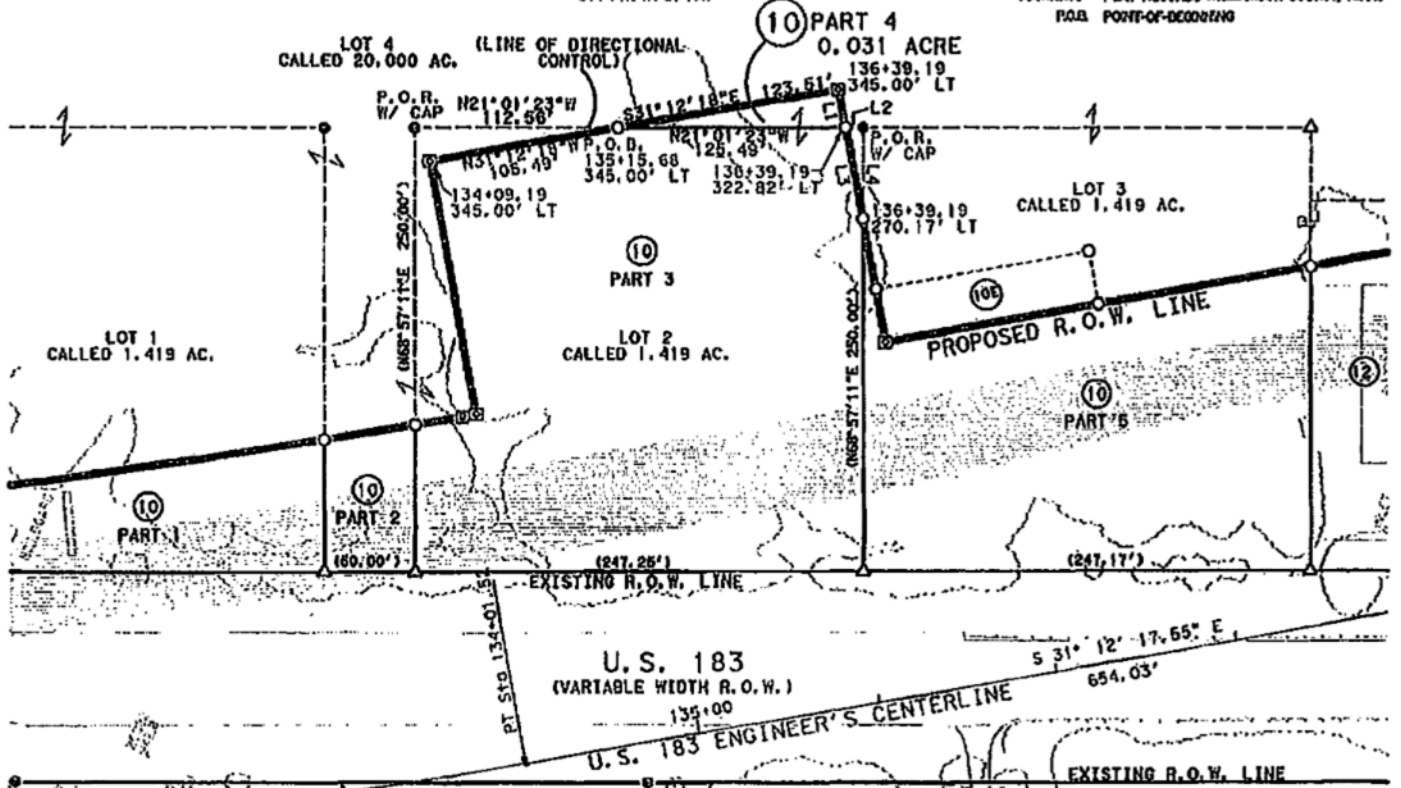 P.O.B. POINT-OF-BEGINNING
10 PART 4
0.031 ACRE
LOT 4
CALLED 20.000 AC.
(LINE OF DIRECTIONAL
CONTROL)
136+39.19
345.00' LT
P.O.R.
W/ CAP
N21°01'23"W
112.56'
S31°12'18"E 123.51'
L1
L2
N31°12'18"W
105.49'
P.O.B.
135+15.68
345.00' LT
N21°01'23"W
125.49'
136+39.19
322.82' LT
P.O.R.
W/ CAP
L3
L4
134+09.19
345.00' LT
LOT 3
CALLED 1.419 AC.
136+39.19
270.17' LT
(N68°57'11"E 250.00')
10
PART 3
10E
PROPOSED R.O.W. LINE
LOT 1
CALLED 1.419 AC.
LOT 2
CALLED 1.419 AC.
12
10
PART 5
(N68°57'11"E 250.00')
10
PART 1
10
PART 2
(60.00')
(247.25')
(247.17')
EXISTING R.O.W. LINE
PT Sta 134+01.5
U.S. 183
(VARIABLE WIDTH R.O.W.)
135+00
S 31° 12' 17.55" E
654.03'
U.S. 183 ENGINEER'S CENTERLINE
EXISTING R.O.W. LINE